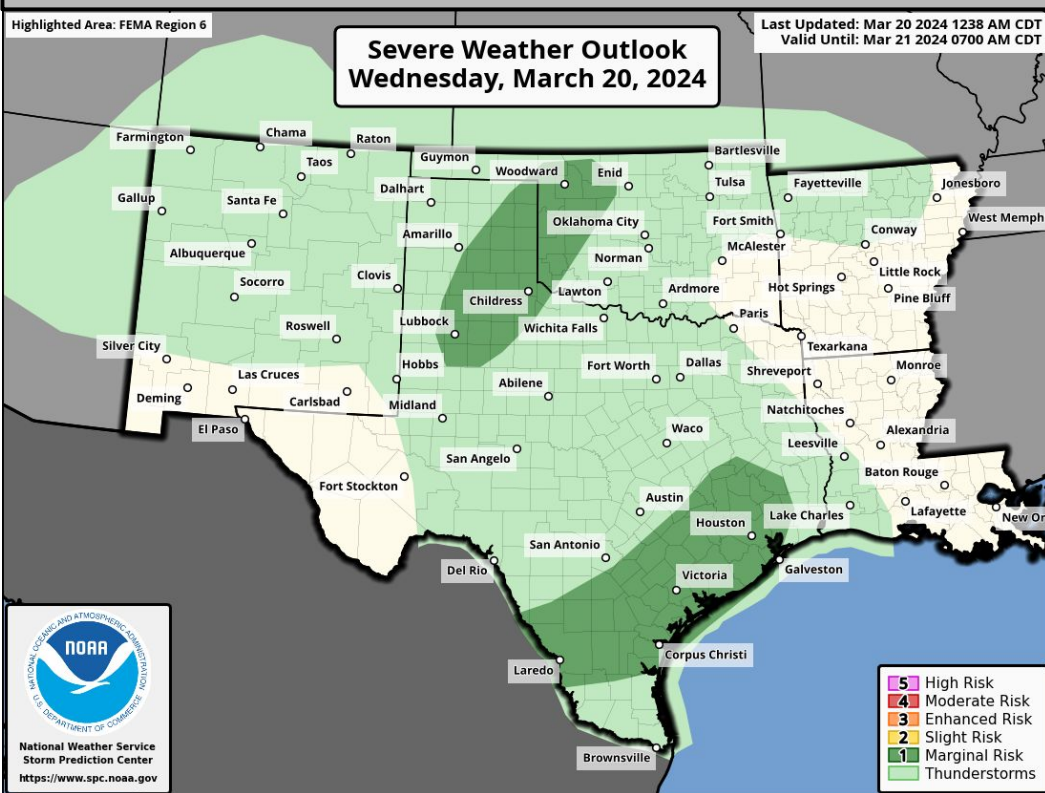 Highlighted Area: FEMA Region 6
Last Updated: Mar 20 2024 1238 AM CDT
Valid Until: Mar 21 2024 0700 AM CDT
Severe Weather Outlook
Wednesday, March 20, 2024
Farmington
Chama
Raton
Taos
Guymon
Woodward
Enid
Bartlesville
Gallup
Santa Fe
Dalhart
Tulsa
Fayetteville
Jonesboro
Albuquerque
Amarillo
Oklahoma City
Fort Smith
Conway
West Memph
Norman
McAlester
Socorro
Clovis
Childress
Lawton
Ardmore
Hot Springs
Little Rock
Pine Bluff
Roswell
Lubbock
Wichita Falls
Paris
Texarkana
Silver City
Hobbs
Fort Worth
Dallas
Shreveport
Monroe
Deming
Las Cruces
Carlsbad
Midland
Abilene
Natchitoches
El Paso
Waco
Leesville
Alexandria
San Angelo
Baton Rouge
Fort Stockton
Austin
Houston
Lake Charles
Lafayette
New Or
San Antonio
Del Rio
Victoria
Galveston
Laredo
Corpus Christi
Brownsville
NATIONAL OCEANIC AND ATMOSPHERIC ADMINISTRATION
NOAA
U.S. DEPARTMENT OF COMMERCE
National Weather Service
Storm Prediction Center
https://www.spc.noaa.gov
5 High Risk
4 Moderate Risk
3 Enhanced Risk
2 Slight Risk
1 Marginal Risk
Thunderstorms